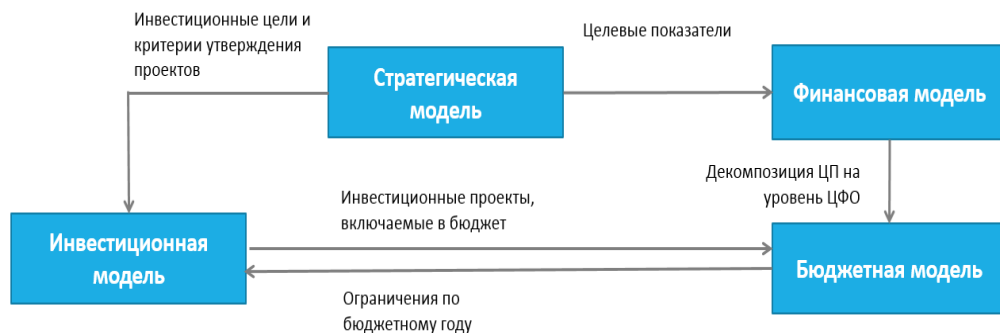 Инвестиционные цели и
критерии утверждения
проектов
Целевые показатели
Стратегическая
модель
Финансовая модель
Декомпозиция ЦП на
уровень ЦФО
Инвестиционные проекты,
включаемые в бюджет
Инвестиционная
модель
Бюджетная модель
Ограничения по
бюджетному году